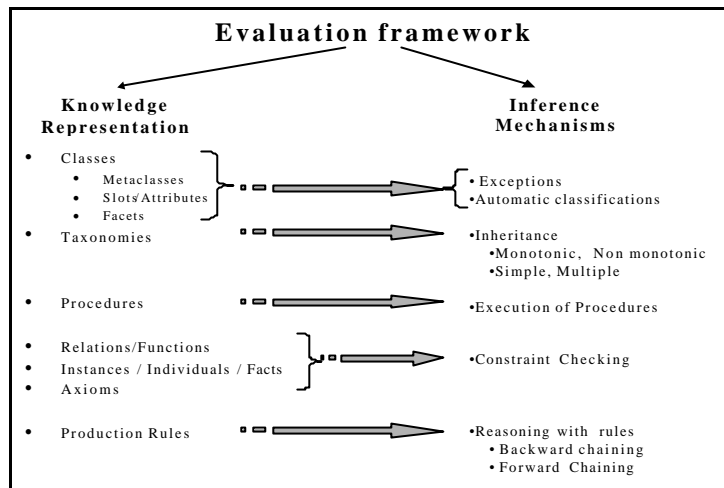 Evaluation framework
Knowledge
Representation
• Classes
• Metaclasses
• Slots/Attributes
• Facets
• Taxonomies
• Procedures
• Relations/Functions
• Instances / Individuals / Facts
• Axioms
• Production Rules
Inference
Mechanisms
• Exceptions
• Automatic classifications
•Inheritance
•Monotonic, Non monotonic
•Simple, Multiple
•Execution of Procedures
•Constraint Checking
•Reasoning with rules
• Backward chaining
• Forward Chaining